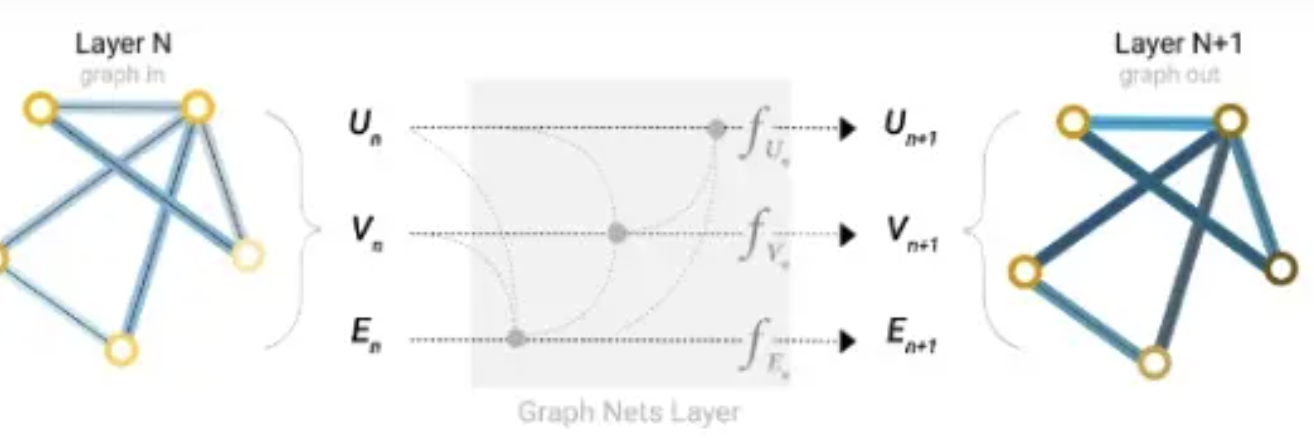 Layer N
graph in
Layer N+1
graph out
U_n
f_{U_n}
U_{n+1}
V_n
f_{V_n}
V_{n+1}
E_n
f_{E_n}
E_{n+1}
Graph Nets Layer